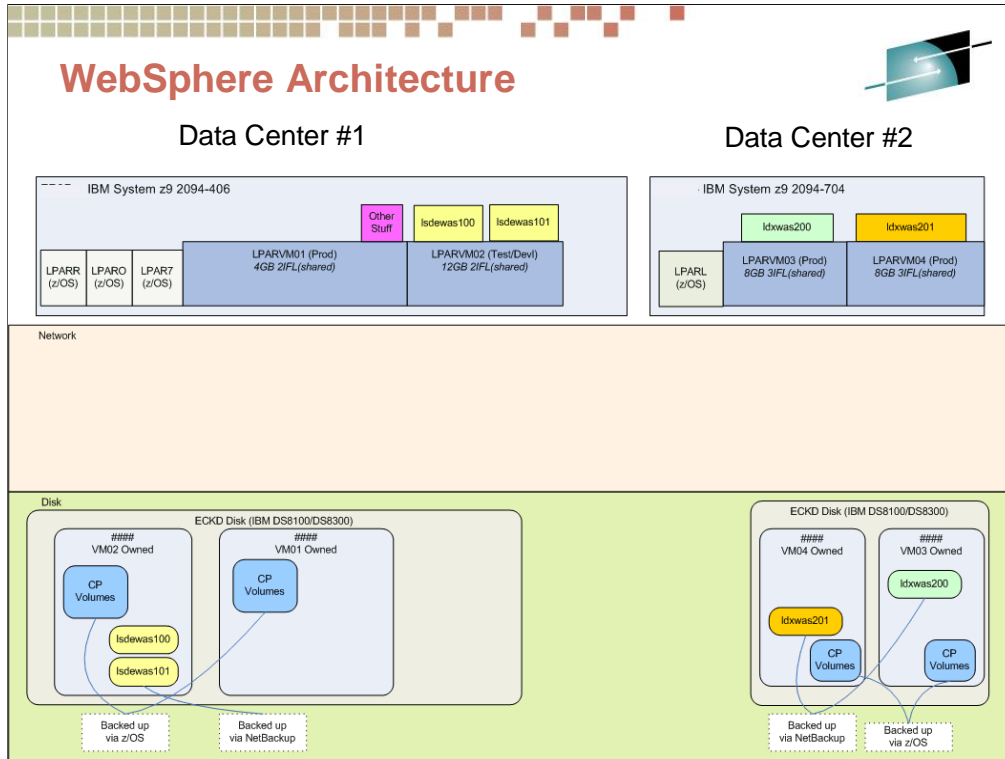 WebSphere Architecture
Data Center #1
Data Center #2
IBM System z9 2094-406
Other
Stuff
lsdewas100
lsdewas101
LPARR
(z/OS)
LPARO
(z/OS)
LPAR7
(z/OS)
LPARVM01 (Prod)
4GB 2IFL(shared)
LPARVM02 (Test/Devl)
12GB 2IFL(shared)
IBM System z9 2094-704
ldxwas200
ldxwas201
LPARL
(z/OS)
LPARVM03 (Prod)
8GB 3IFL(shared)
LPARVM04 (Prod)
8GB 3IFL(shared)
Network
Disk
ECKD Disk (IBM DS8100/DS8300)
####
VM02 Owned
CP
Volumes
lsdewas100
lsdewas101
####
VM01 Owned
CP
Volumes
Backed up
via z/OS
Backed up
via NetBackup
ECKD Disk (IBM DS8100/DS8300)
####
VM04 Owned
ldxwas201
CP
Volumes
####
VM03 Owned
ldxwas200
CP
Volumes
Backed up
via NetBackup
Backed up
via z/OS